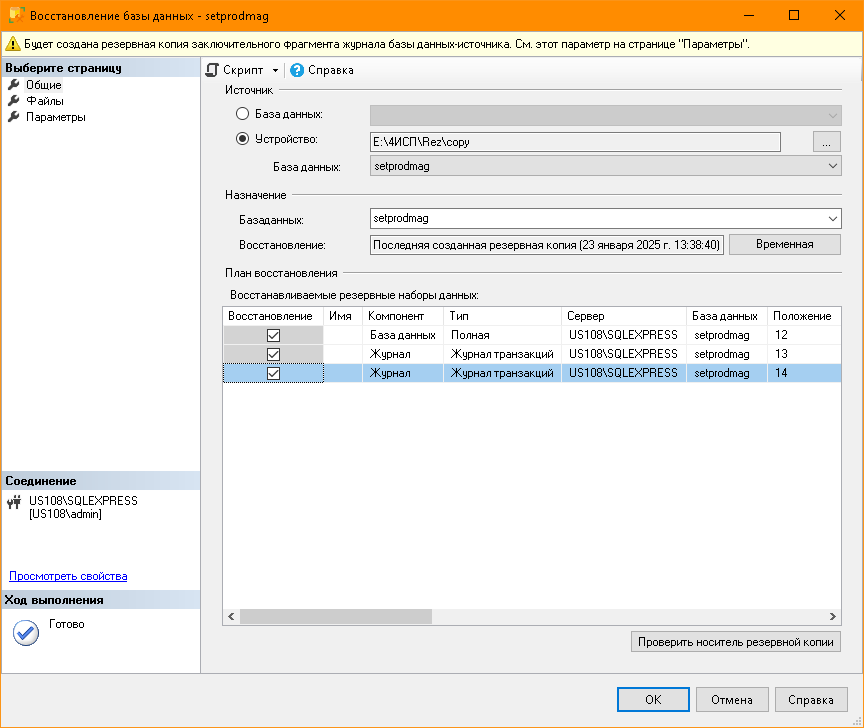 Восстановление базы данных - setprodmag
Будет создана резервная копия заключительного фрагмента журнала базы данных-источника. См. этот параметр на странице "Параметры".
Выберите страницу
Общие
Файлы
Параметры
Скрипт
Справка
Источник
База данных:
Устройство: E:\4ИСП\Rez\copy ...
База данных: setprodmag
Назначение
Базаданных: setprodmag
Восстановление: Последняя созданная резервная копия (23 января 2025 г. 13:38:40) Временная
План восстановления
Восстанавливаемые резервные наборы данных:
Восстановление Имя Компонент Тип Сервер База данных Положение
База данных Полная US108\SQLEXPRESS setprodmag 12
Журнал Журнал транзакций US108\SQLEXPRESS setprodmag 13
Журнал Журнал транзакций US108\SQLEXPRESS setprodmag 14
Соединение
US108\SQLEXPRESS
[US108\admin]
Просмотреть свойства
Ход выполнения
Готово
Проверить носитель резервной копии
OK Отмена Справка